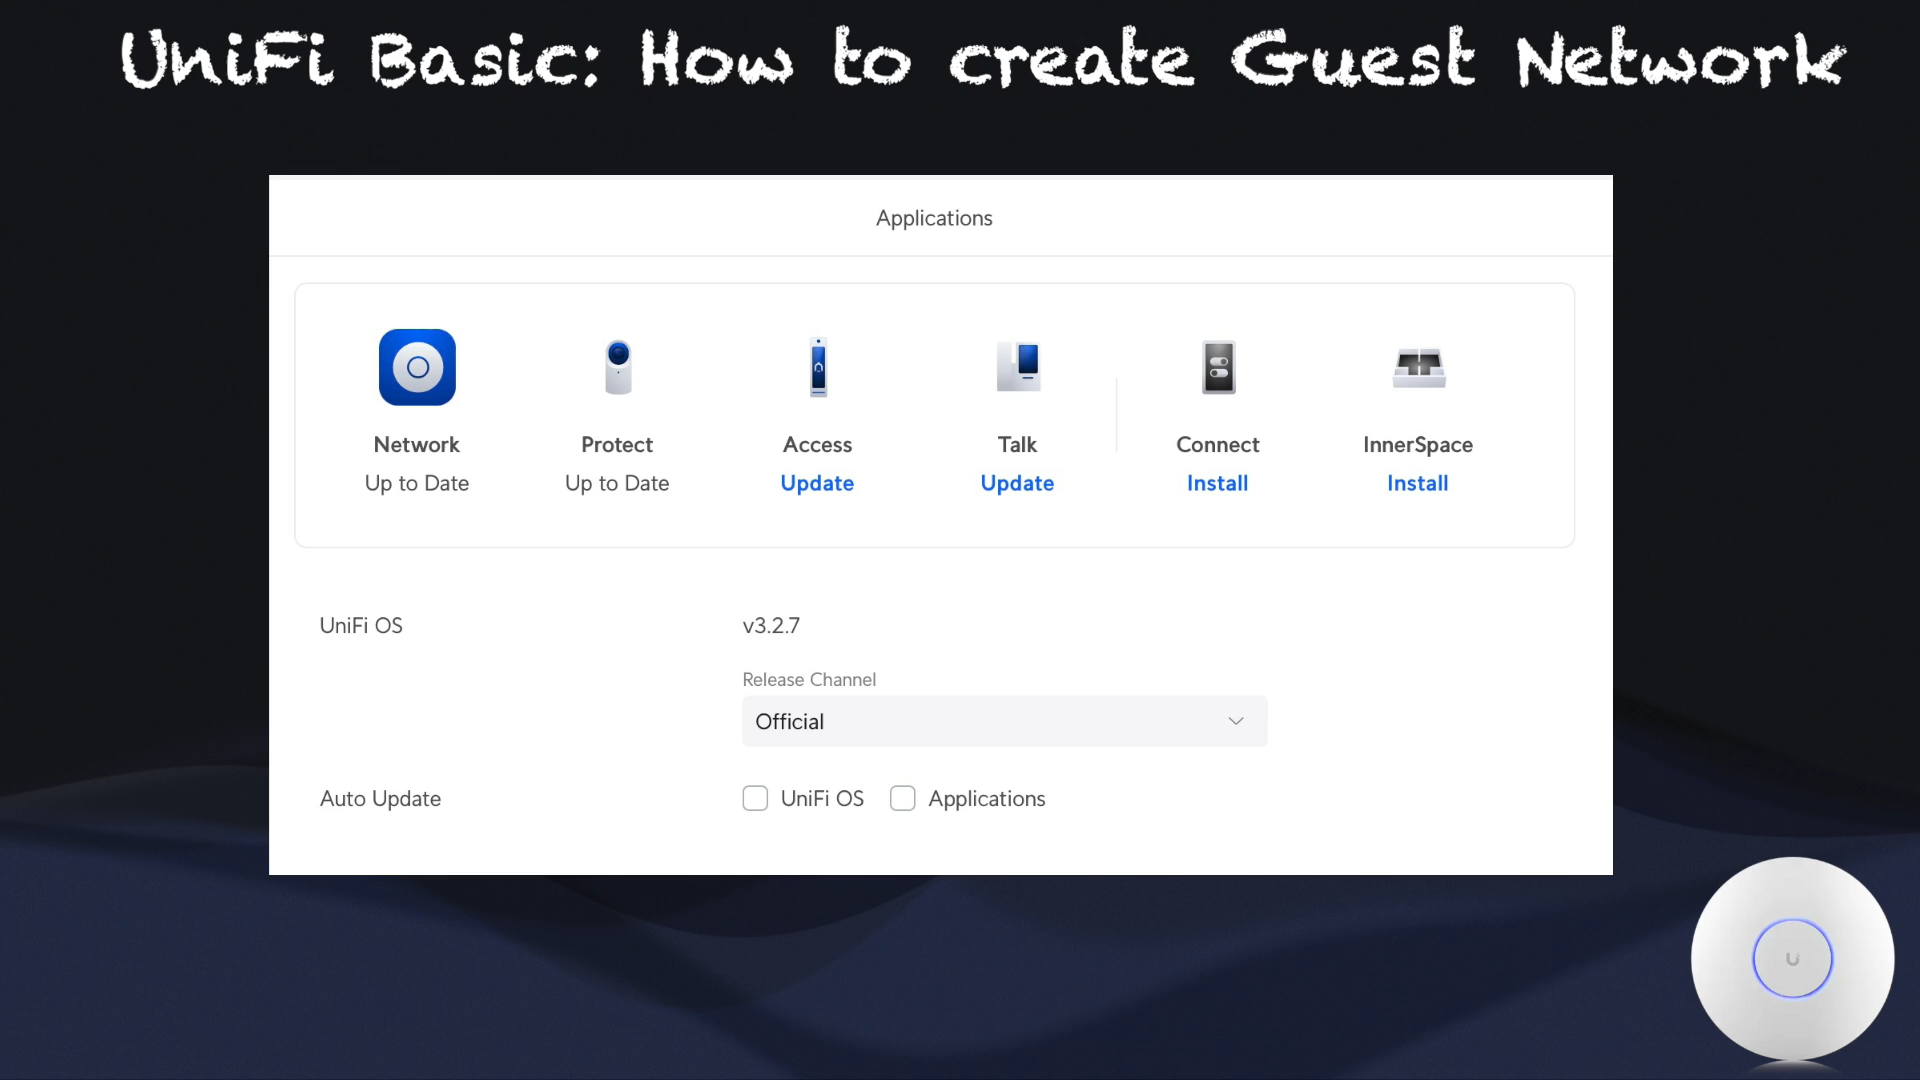 UniFi Basic: How to create Guest Network
Applications
Network Protect Access Talk Connect InnerSpace
Up to Date Up to Date Update Update Install Install
UniFi OS v3.2.7
Release Channel
Official
Auto Update UniFi OS Applications
U